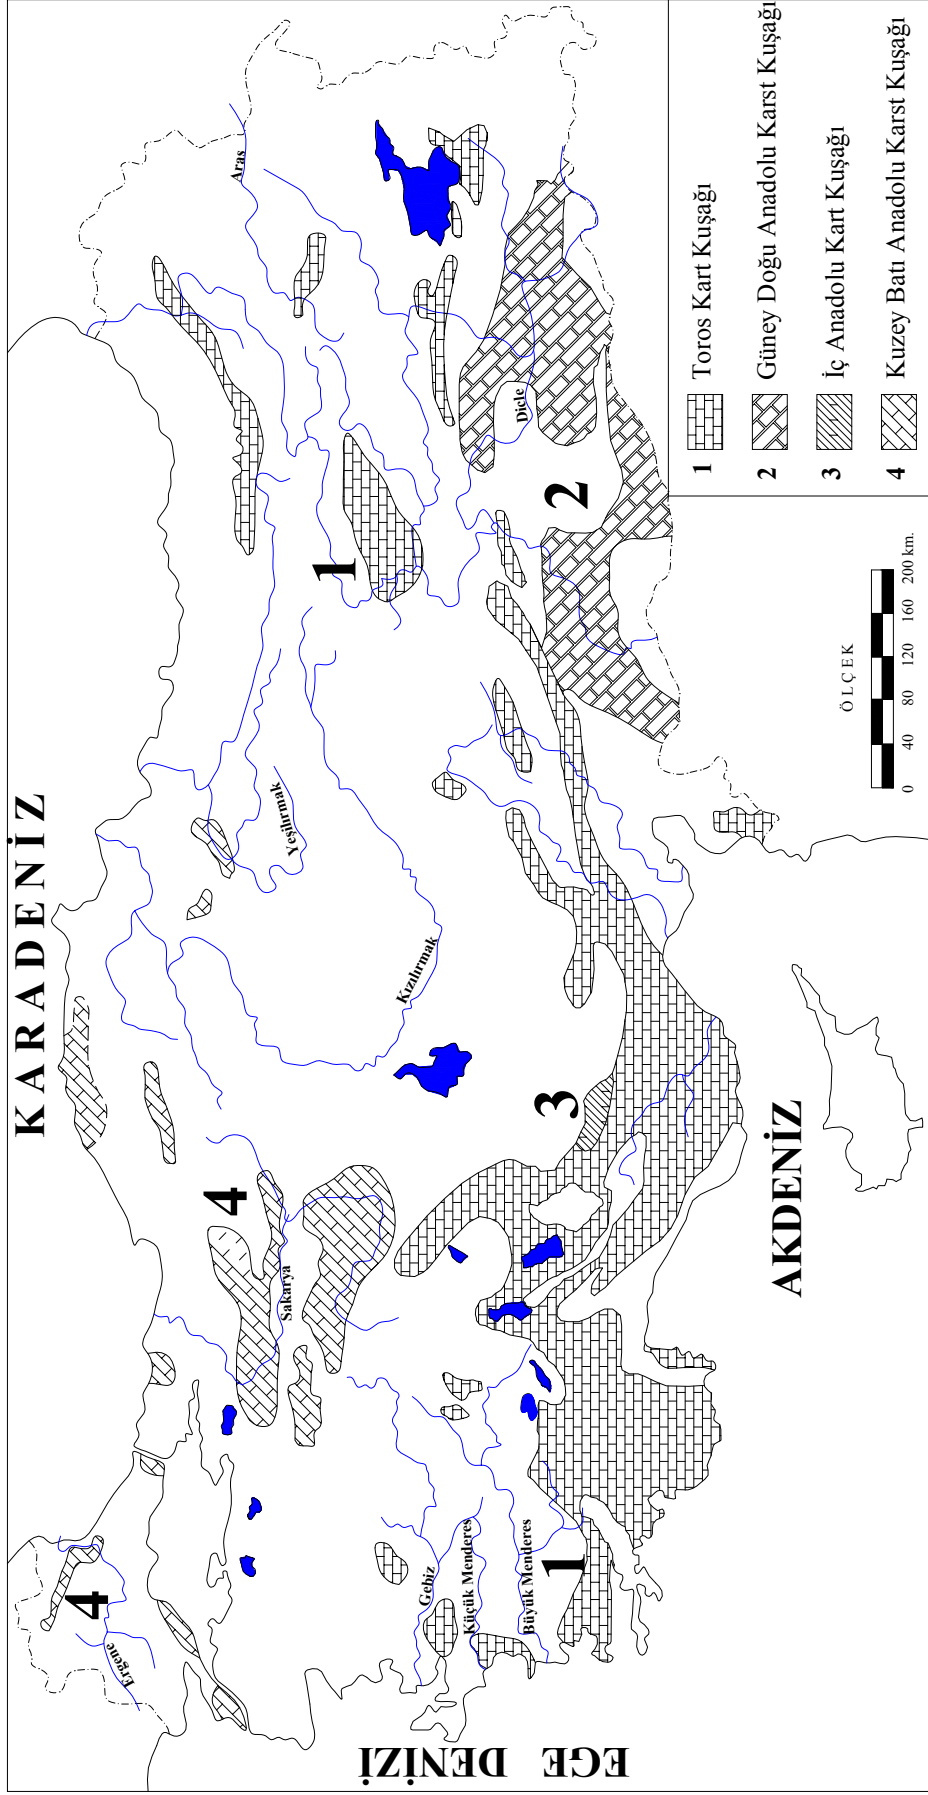 KARADENİZ
EGE DENİZİ
AKDENİZ
Ergene
Sakarya
Gebiz
Küçük Menderes
Büyük Menderes
Kızılırmak
Yeşilırmak
Aras
Dicle
4
4
1
3
1
2
ÖLÇEK
0 40 80 120 160 200 km.
1 Toros Kart Kuşağı
2 Güney Doğu Anadolu Karst Kuşağı
3 İç Anadolu Kart Kuşağı
4 Kuzey Batı Anadolu Karst Kuşağı